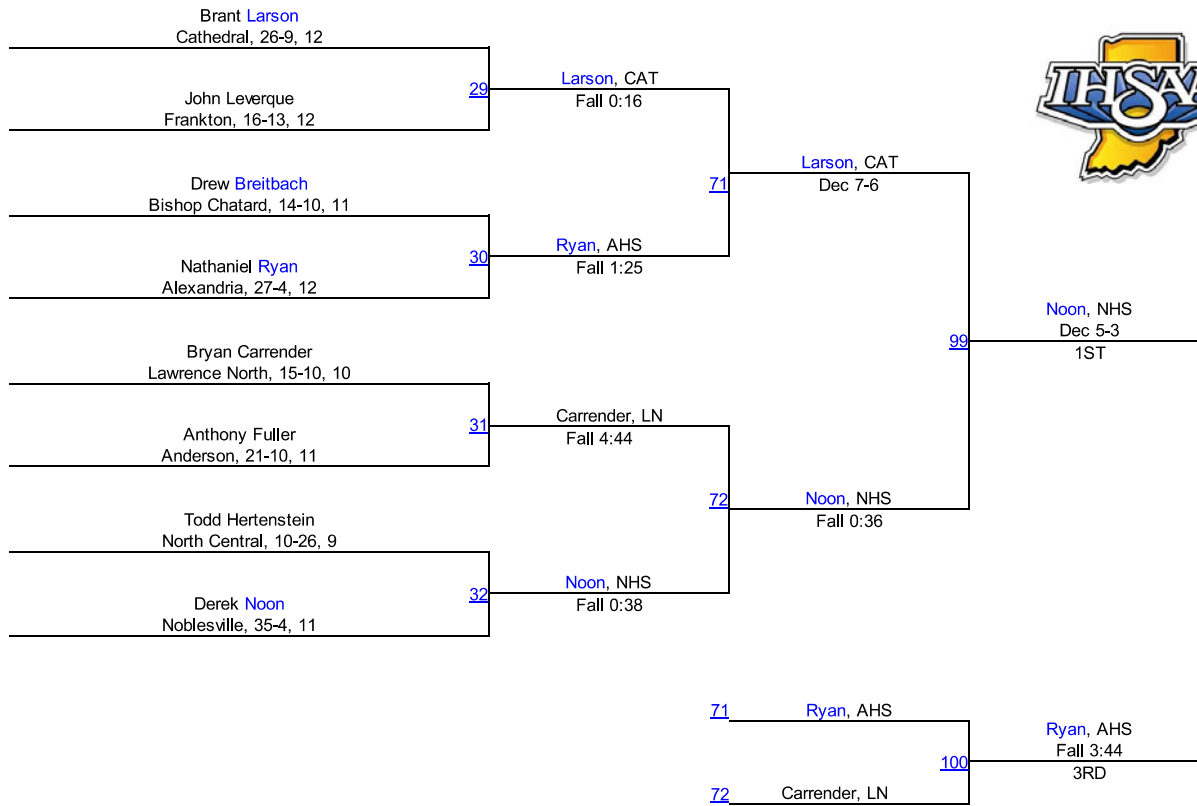 Brant Larson
Cathedral, 26-9, 12
John Leverque
Frankton, 16-13, 12
Drew Breitbach
Bishop Chatard, 14-10, 11
Nathaniel Ryan
Alexandria, 27-4, 12
Bryan Carrender
Lawrence North, 15-10, 10
Anthony Fuller
Anderson, 21-10, 11
Todd Hertenstein
North Central, 10-26, 9
Derek Noon
Noblesville, 35-4, 11
29
30
31
32
Larson, CAT
Fall 0:16
Ryan, AHS
Fall 1:25
Carrender, LN
Fall 4:44
Noon, NHS
Fall 0:38
71
72
Larson, CAT
Dec 7-6
Noon, NHS
Fall 0:36
99
Noon, NHS
Dec 5-3
1ST
IHSAA
71
Ryan, AHS
72
Carrender, LN
100
Ryan, AHS
Fall 3:44
3RD